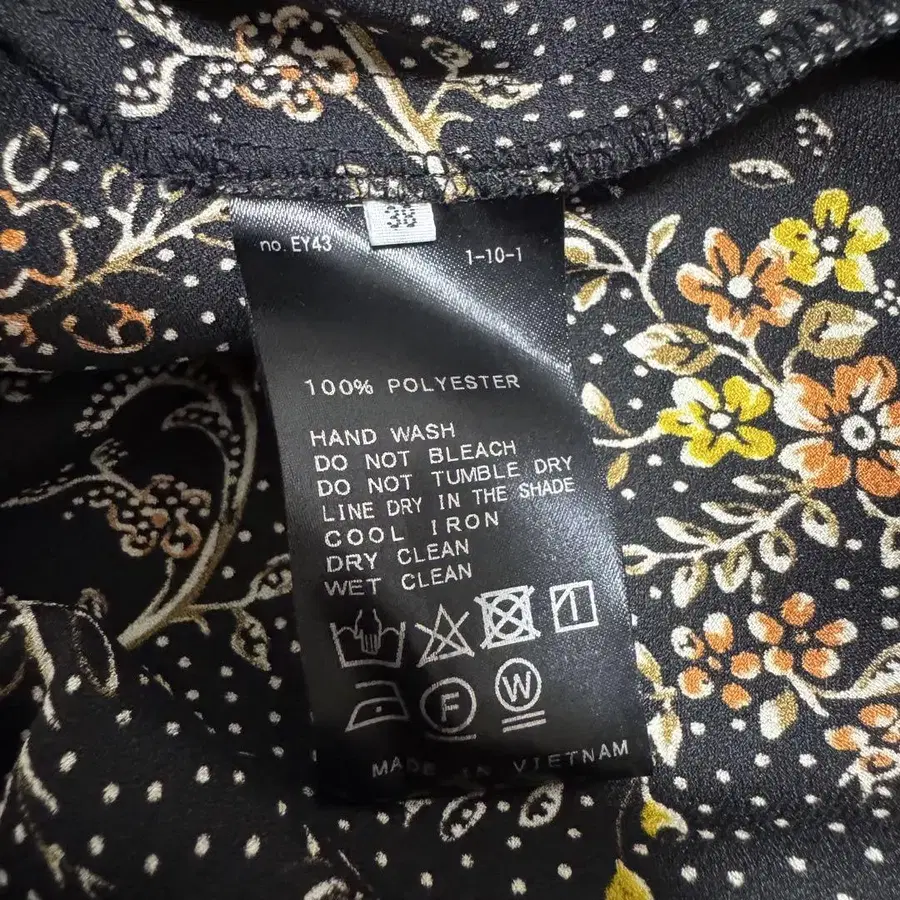 38
no. EY43
1-10-1
100% POLYESTER
HAND WASH
DO NOT BLEACH
DO NOT TUMBLE DRY
LINE DRY IN THE SHADE
COOL IRON
DRY CLEAN
WET CLEAN
F
W
MADE IN VIETNAM